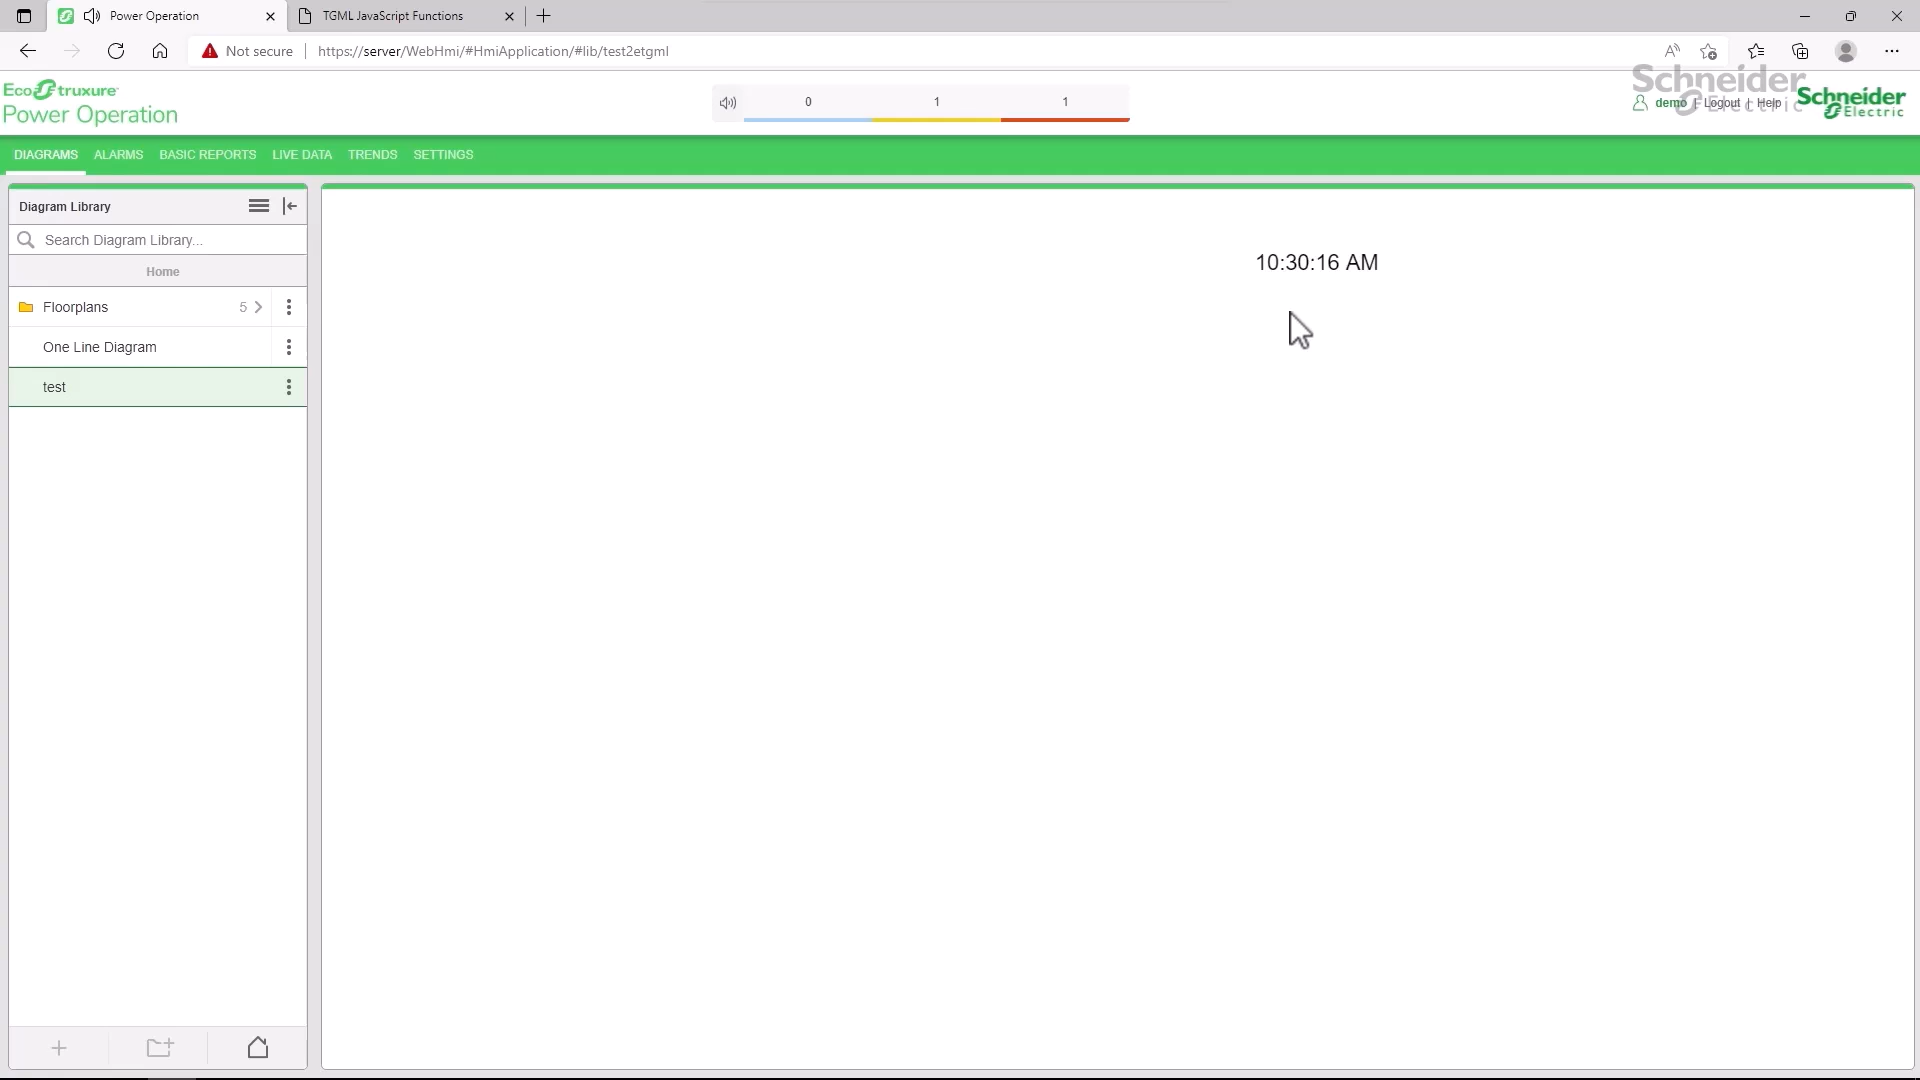 Power Operation
TGML JavaScript Functions
Not secure
https://server/WebHmi/#HmiApplication/#lib/test2etgml
EcoStruxure
Power Operation
0
1
1
Schneider
Electric
demo | Logout | Help
Schneider
Electric
DIAGRAMS
ALARMS
BASIC REPORTS
LIVE DATA
TRENDS
SETTINGS
Diagram Library
Search Diagram Library...
Home
Floorplans 5
One Line Diagram
test
10:30:16 AM